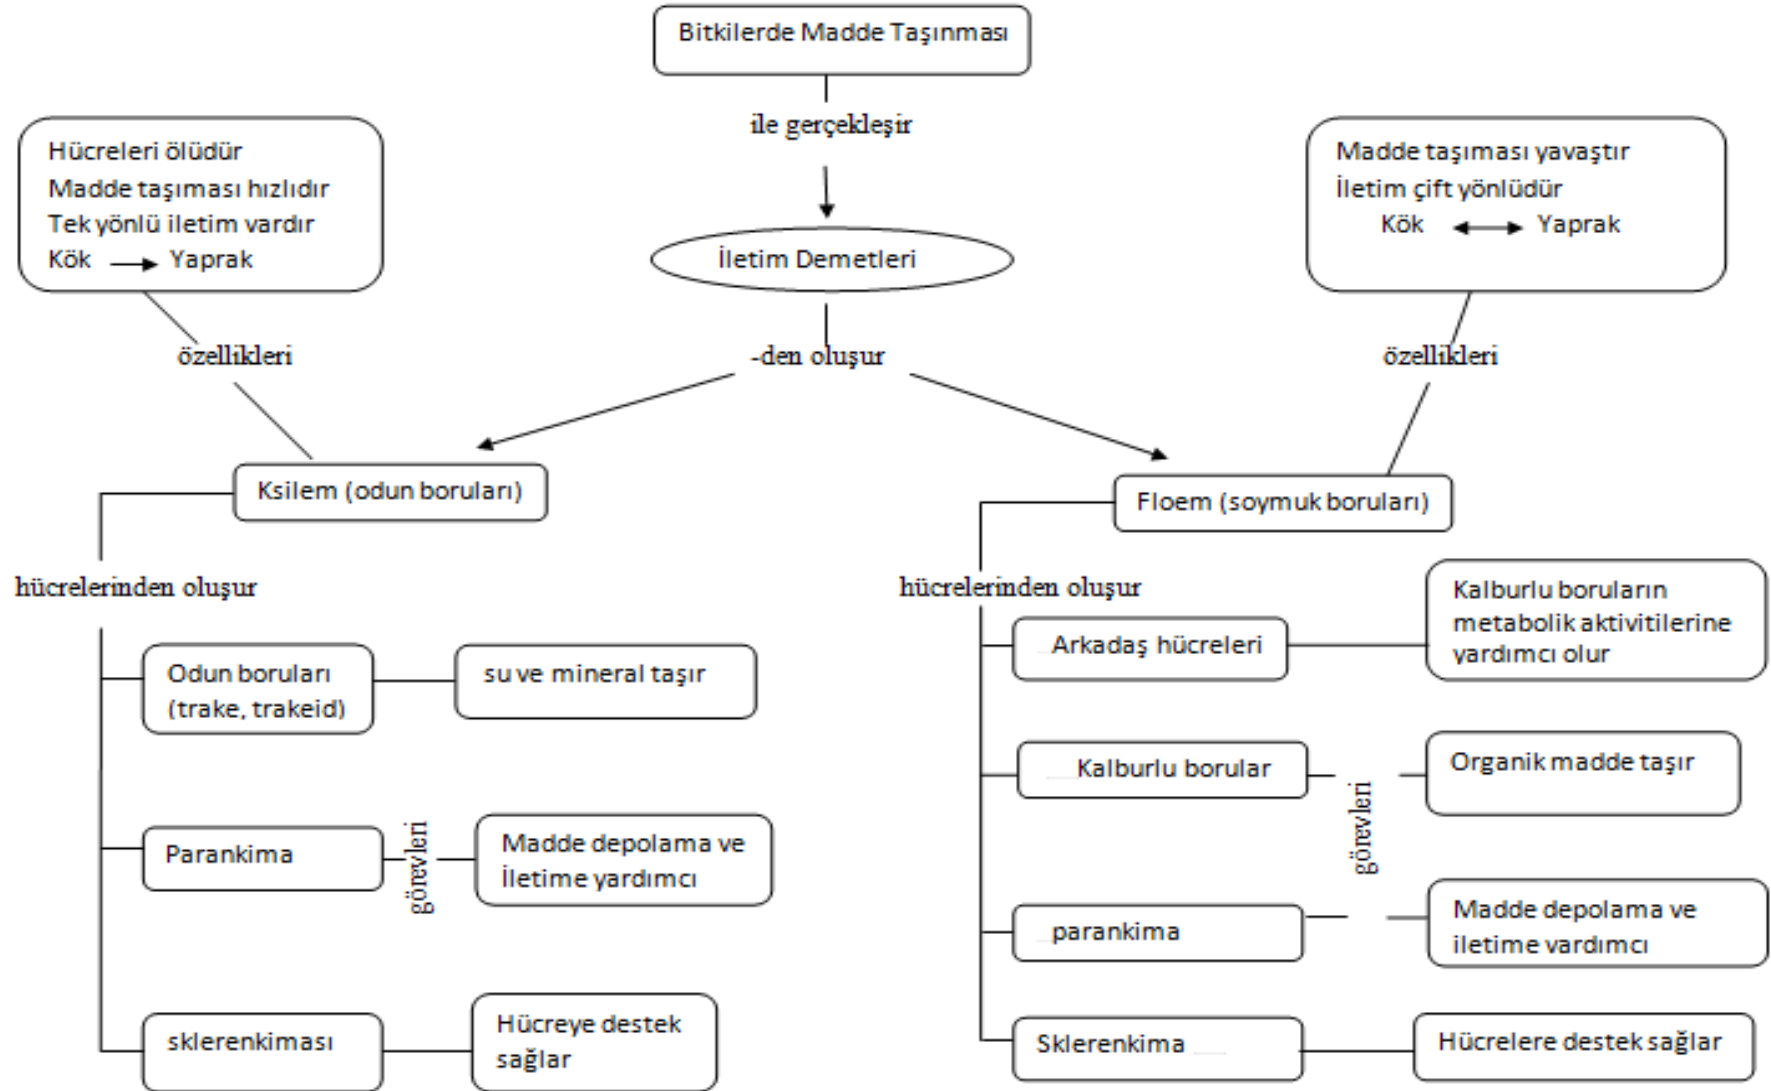 Bitkilerde Madde Taşınması
ile gerçekleşir
Hücreleri ölüdür
Madde taşıması hızlıdır
Tek yönlü iletim vardır
Kök → Yaprak
Madde taşıması yavaştır
İletim çift yönlüdür
Kök ↔ Yaprak
İletim Demetleri
özellikleri
-den oluşur
özellikleri
Ksilem (odun boruları)
Floem (soymuk boruları)
hücrelerinden oluşur
Odun boruları
(trake, trakeid)
su ve mineral taşır
Parankima
görevleri
Madde depolama ve
İletime yardımcı
sklerenkiması
Hücreye destek
sağlar
hücrelerinden oluşur
Arkadaş hücreleri
Kalburlu boruların
metabolik aktivitilerine
yardımcı olur
Kalburlu borular
görevleri
Organik madde taşır
parankima
Madde depolama ve
iletime vardımcı
Sklerenkima
Hücrelere destek sağlar